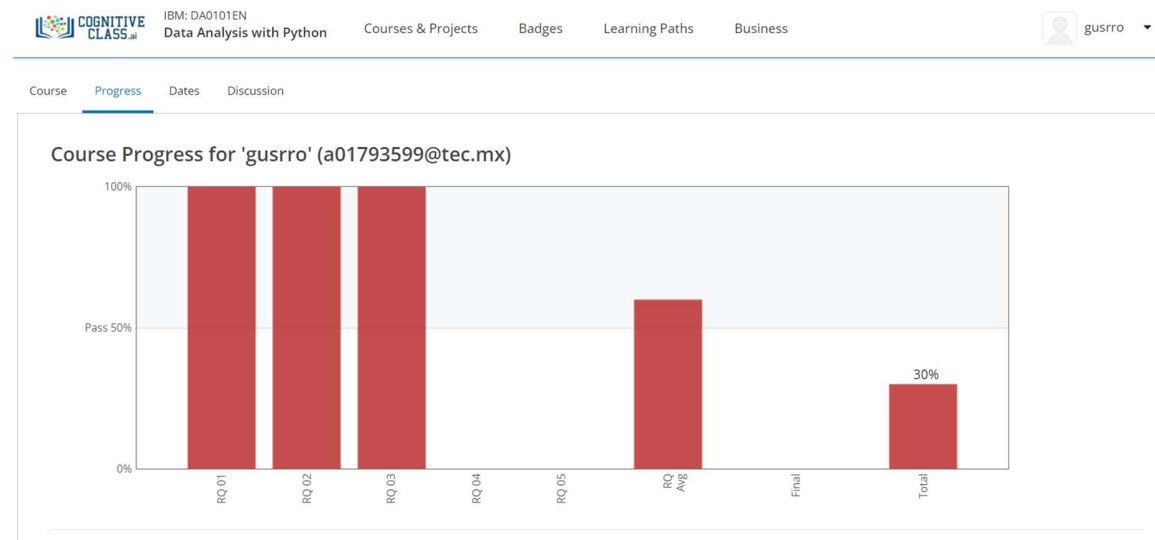 COGNITIVE
CLASS.ai
IBM: DA0101EN
Data Analysis with Python
Courses & Projects
Badges
Learning Paths
Business
gusrro
Course
Progress
Dates
Discussion
Course Progress for 'gusrro' (a01793599@tec.mx)
100%
Pass 50%
0%
30%
RQ 01
RQ 02
RQ 03
RQ 04
RQ 05
RQ
Avg
Final
Total